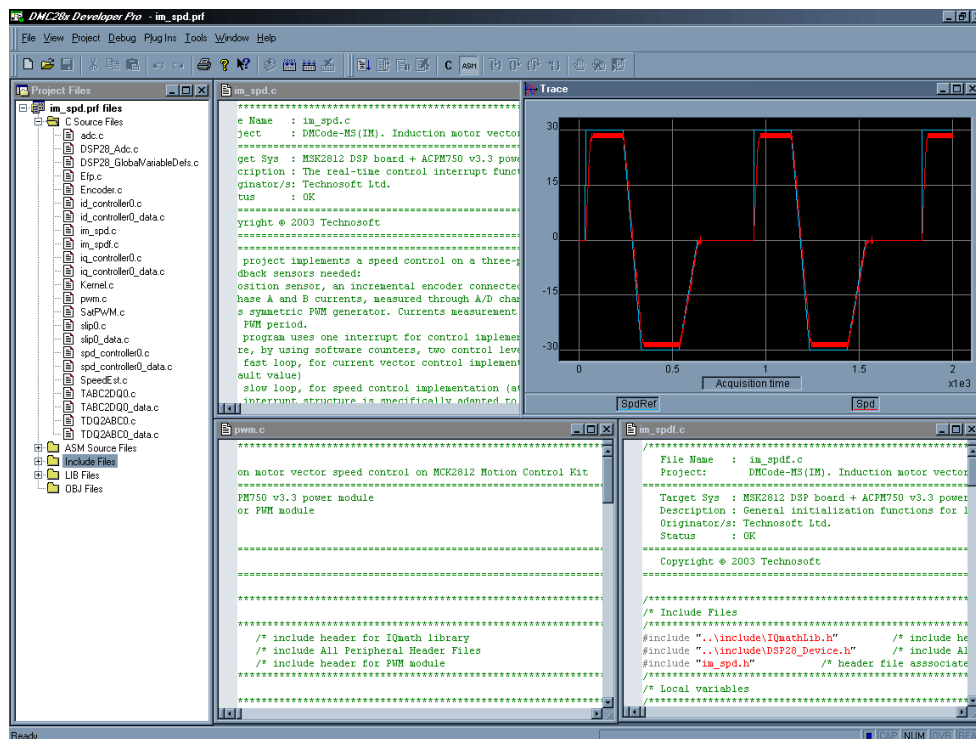 DMC28x Developer Pro - im_spd.prf
File View Project Debug Plug Ins Tools Window Help
C ASM
Project Files
im_spd.prf files
C Source Files
adc.c
DSP28_Adc.c
DSP28_GlobalVariableDefs.c
Efp.c
Encoder.c
id_controller0.c
id_controller0_data.c
im_spd.c
im_spdf.c
iq_controller0.c
iq_controller0_data.c
Kernel.c
pwm.c
SatPWM.c
slip0.c
slip0_data.c
spd_controller0.c
spd_controller0_data.c
SpeedEst.c
TABC2DQ0.c
TABC2DQ0_data.c
TDQ2ABC0.c
TDQ2ABC0_data.c
ASM Source Files
Include Files
LIB Files
OBJ Files
im_spd.c
e Name : im_spd.c
ject : DMCode-MS(IM). Induction motor vector
get Sys : MSK2812 DSP board + ACPM750 v3.3 powe
cription : The real-time control interrupt funct
ginator/s: Technosoft Ltd.
tus : OK
yright © 2003 Technosoft
project implements a speed control on a three-p
dback sensors needed:
osition sensor, an incremental encoder connected
hase A and B currents, measured through A/D chan
s symmetric PWM generator. Currents measurement
PWM period.
program uses one interrupt for control implemen
re, by using software counters, two control leve
fast loop, for current vector control implement
ault value)
slow loop, for speed control implementation (at
interrupt structure is specifically adapted to
Trace
30
15
0
-15
-30
0 0.5 1 1.5 2
Acquisition time x1e3
SpdRef Spd
pwm.c
on motor vector speed control on MCK2812 Motion Control Kit
PM750 v3.3 power module
or PWM module
/* include header for IQmath library
/* include All Peripheral Header Files
/* include header for PWM module
im_spdf.c
/****************************************
File Name : im_spdf.c
Project: DMCode-MS(IM). Induction motor vector
Target Sys : MSK2812 DSP board + ACPM750 v3.3 power
Description : General initialization functions for
Originator/s: Technosoft Ltd.
Status : OK
Copyright © 2003 Technosoft
/* Include Files
#include "..\include\IQmathLib.h" /* include he
#include "..\include\DSP28_Device.h" /* include Al
#include "im_spd.h" /* header file asssociate
/* Local variables
Ready
CAP NUM OVR REA